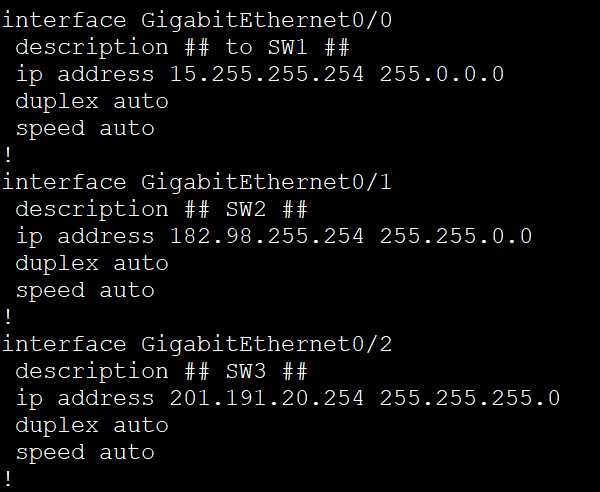 interface GigabitEthernet0/0
 description ## to SW1 ##
 ip address 15.255.255.254 255.0.0.0
 duplex auto
 speed auto
!
interface GigabitEthernet0/1
 description ## SW2 ##
 ip address 182.98.255.254 255.255.0.0
 duplex auto
 speed auto
!
interface GigabitEthernet0/2
 description ## SW3 ##
 ip address 201.191.20.254 255.255.255.0
 duplex auto
 speed auto
!